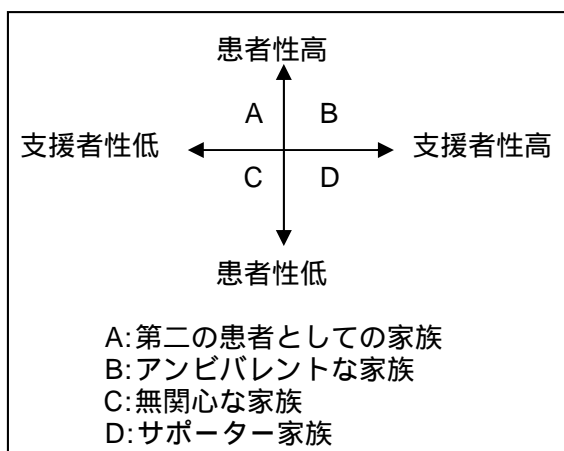 患者性高
A B
支援者性低 支援者性高
C D
患者性低
A:第二の患者としての家族
B:アンビバレントな家族
C:無関心な家族
D:サポーター家族